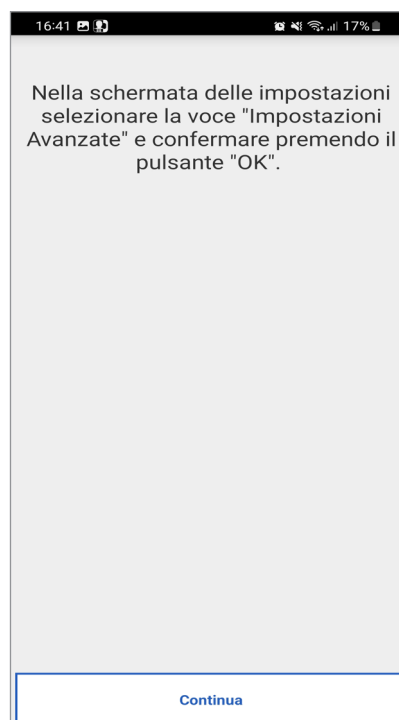 16:41 17%
Nella schermata delle impostazioni
selezionare la voce "Impostazioni
Avanzate" e confermare premendo il
pulsante "OK".
Continua